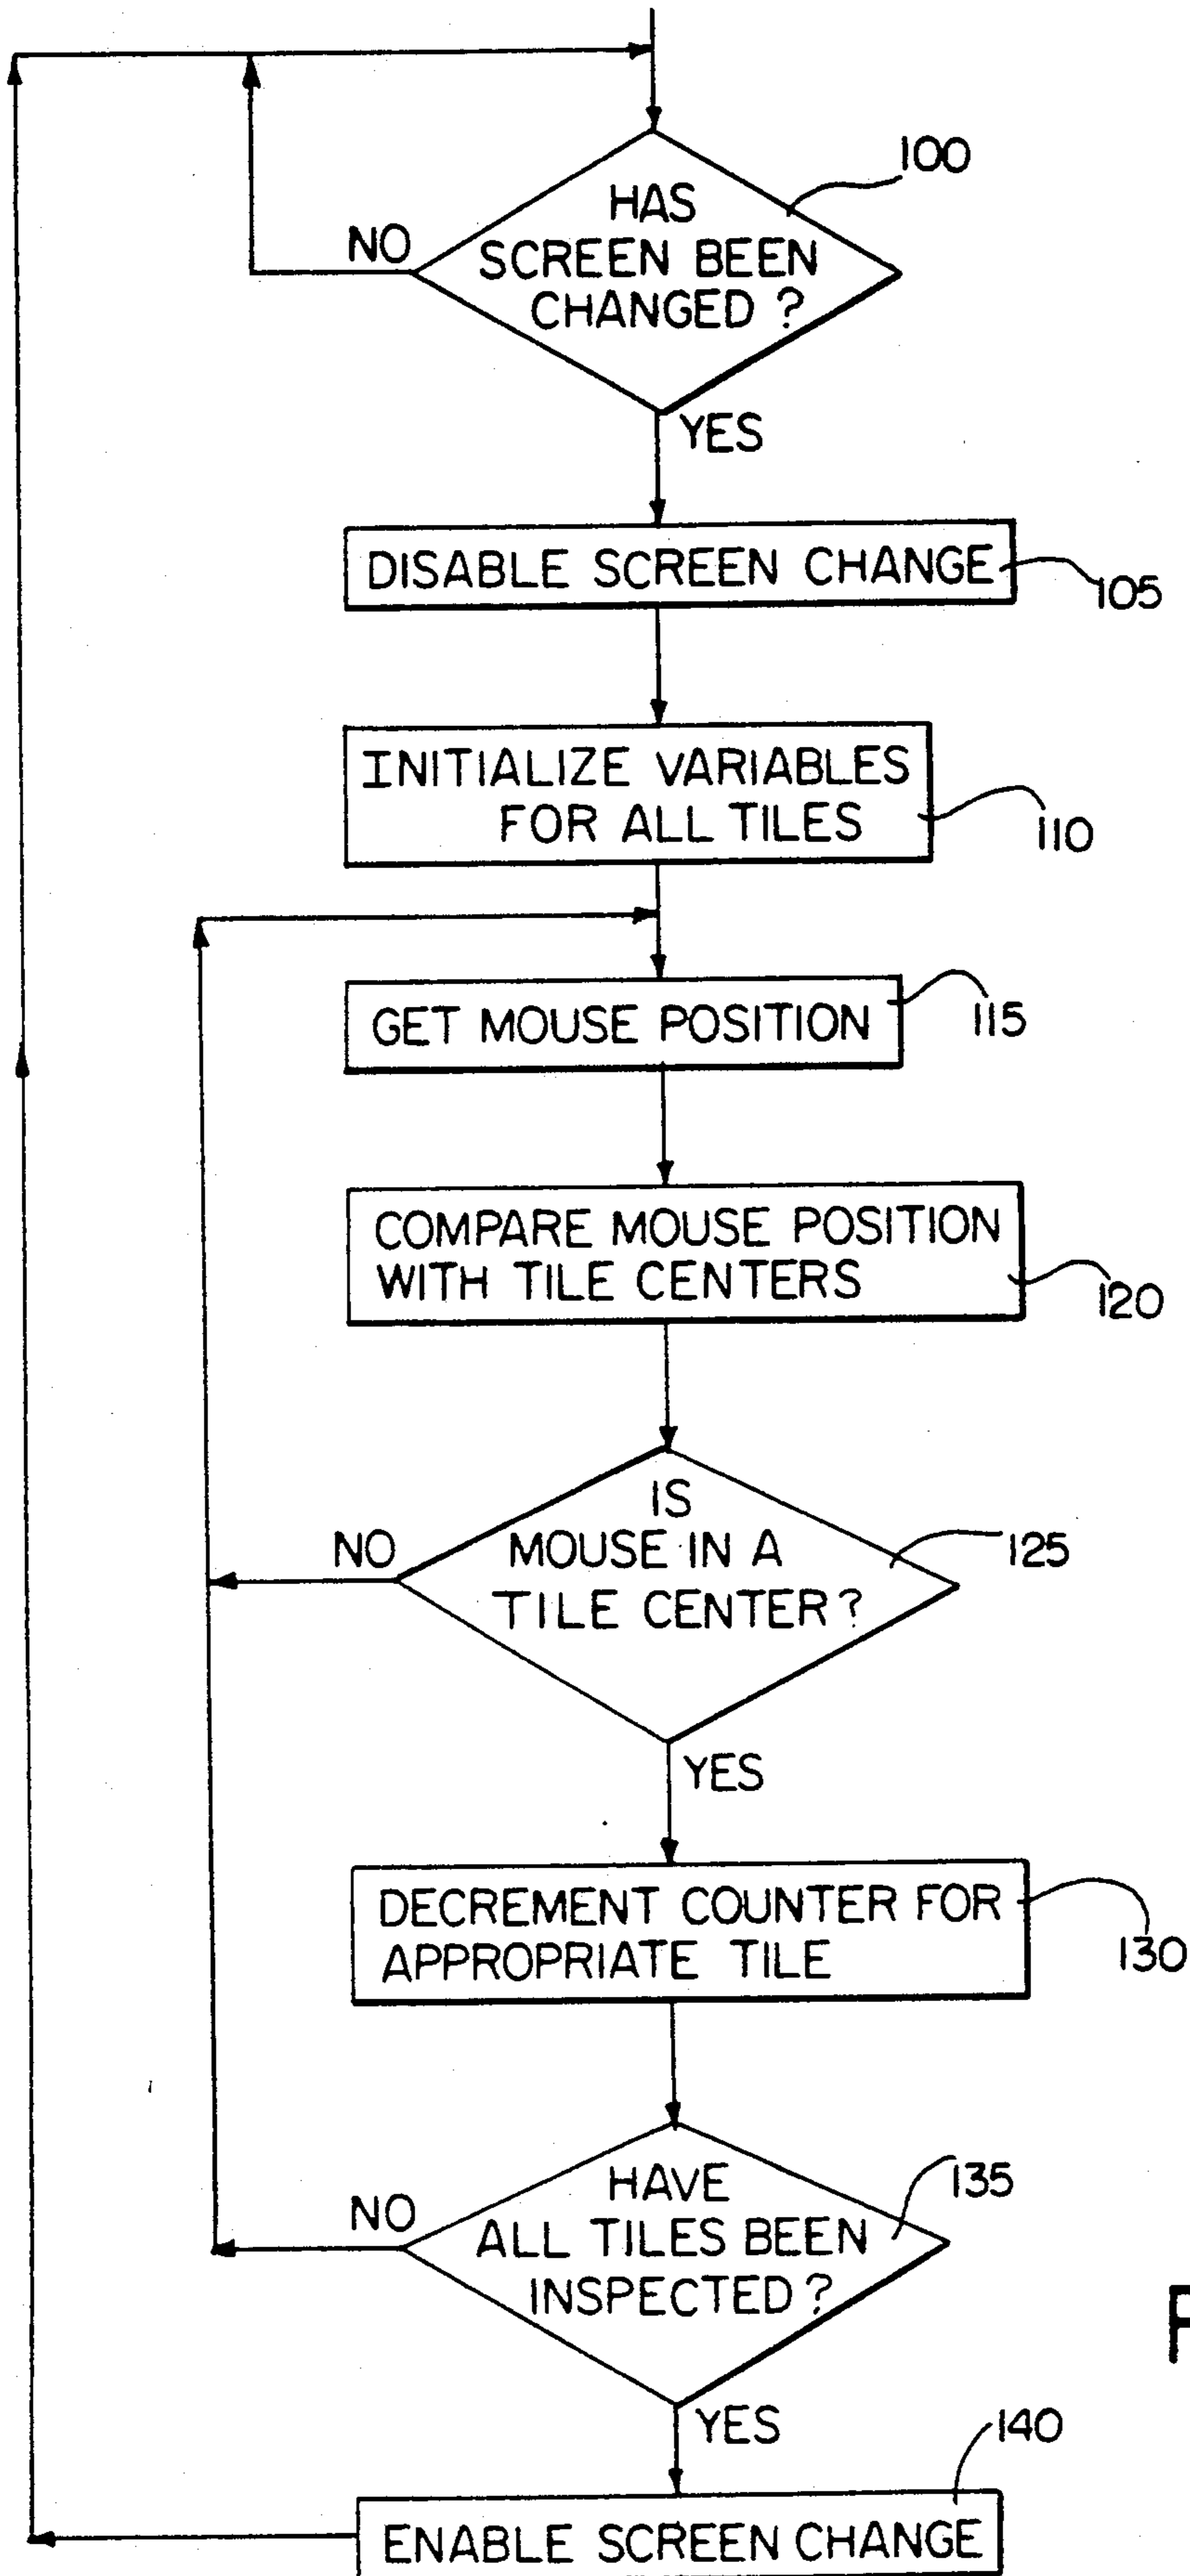 100
HAS
NO
SCREEN BEEN
CHANGED ?
YES
DISABLE SCREEN CHANGE
105
INITIALIZE VARIABLES
FOR ALL TILES
110
GET MOUSE POSITION
115
COMPARE MOUSE POSITION
WITH TILE CENTERS
120
IS
NO
MOUSE IN A
125
TILE CENTER?
YES
DECREMENT COUNTER FOR
APPROPRIATE TILE
130
HAVE
135
NO
ALL TILES BEEN
INSPECTED ?
YES
140
ENABLE SCREEN CHANGE